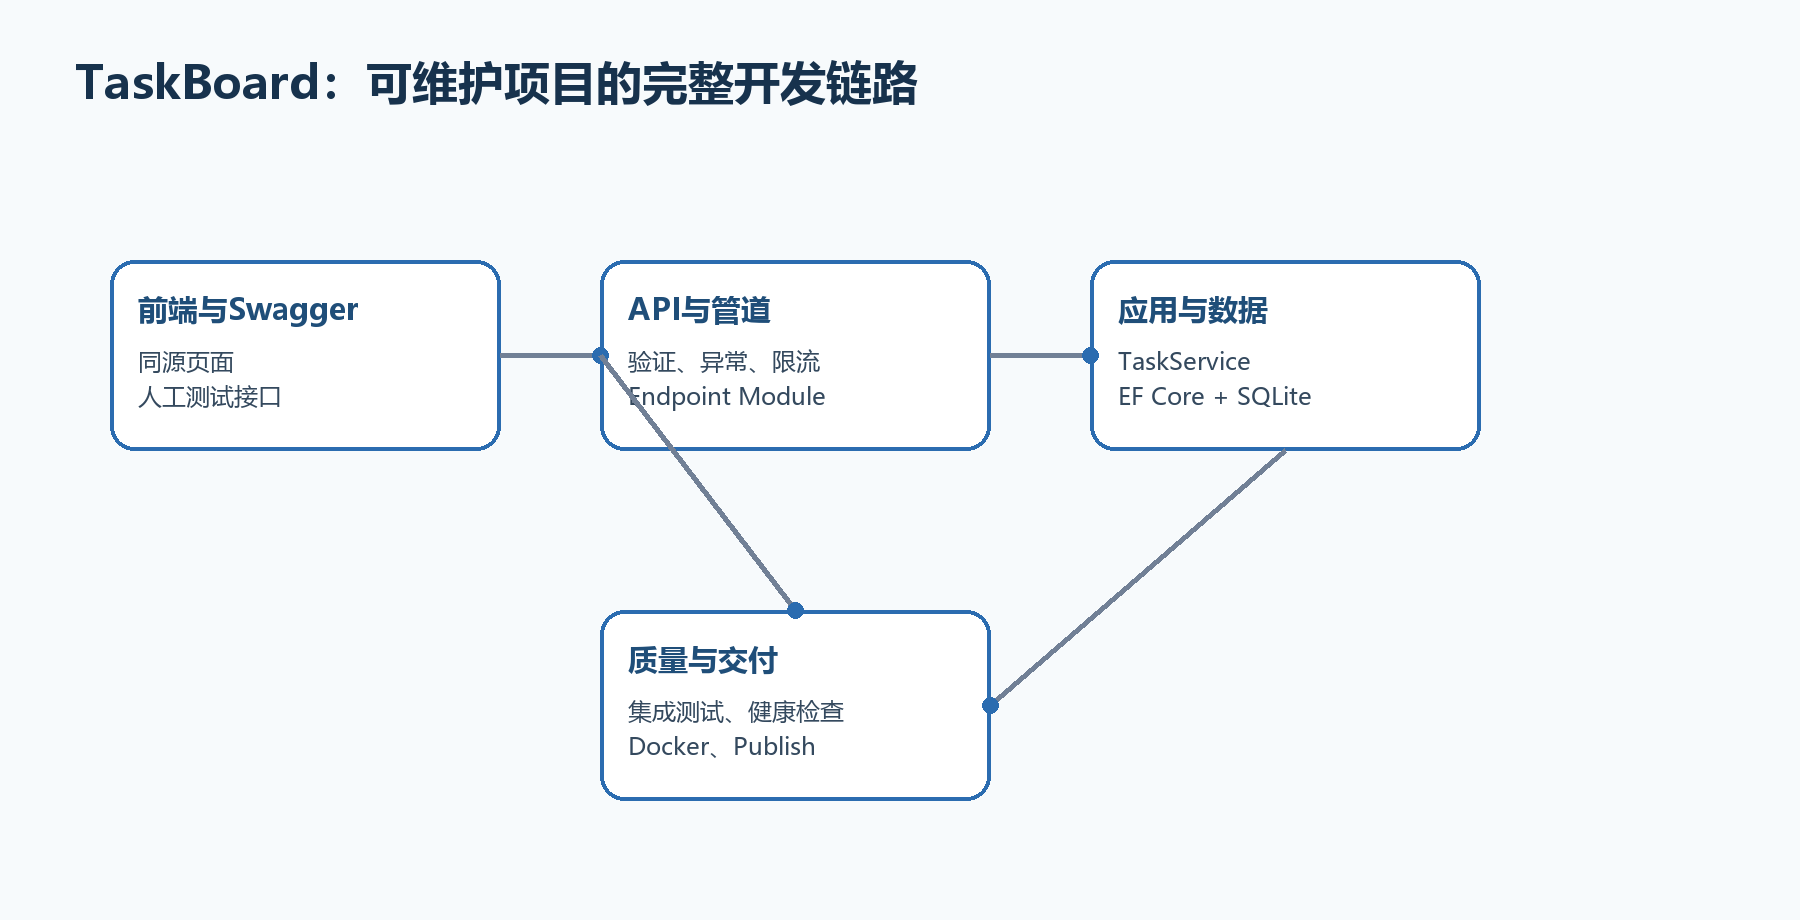 TaskBoard：可维护项目的完整开发链路
前端与Swagger
同源页面
人工测试接口
API与管道
验证、异常、限流
Endpoint Module
应用与数据
TaskService
EF Core + SQLite
质量与交付
集成测试、健康检查
Docker、Publish